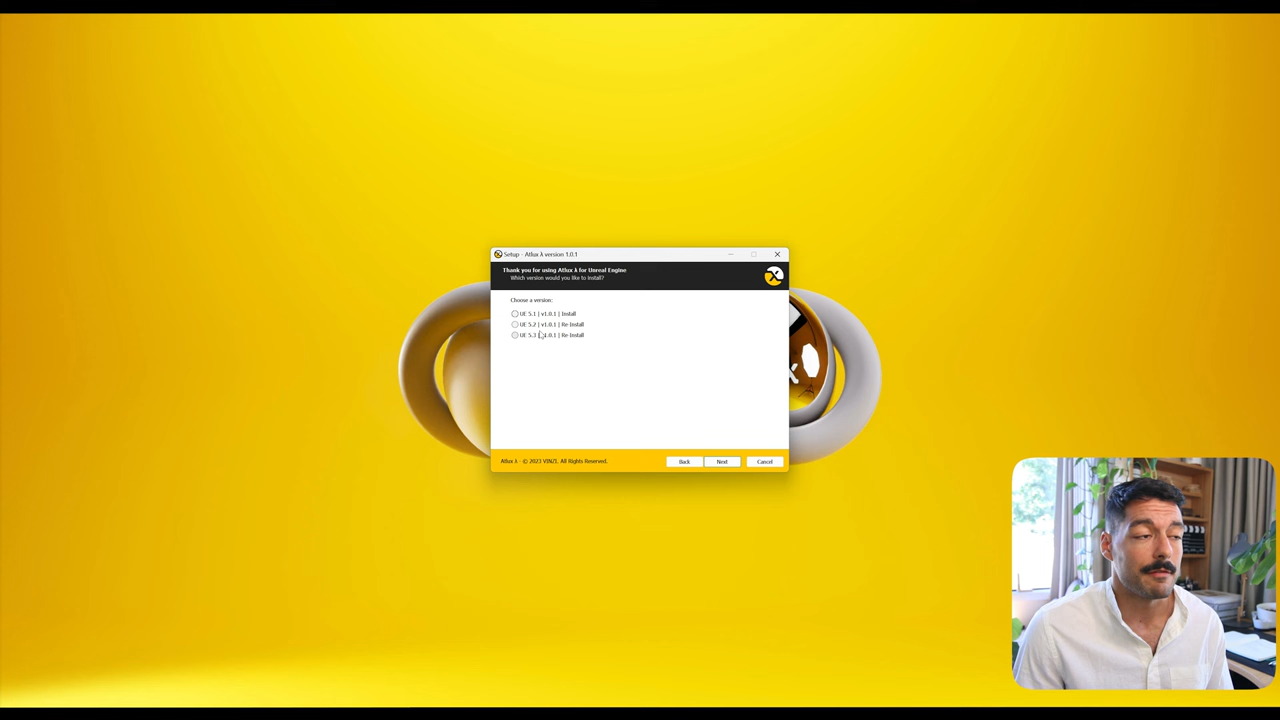 Setup - Atlux λ version 1.0.1
Thank you for using Atlux λ for Unreal Engine
Which version would you like to install?
Choose a version:
UE 5.1 | v1.0.1 | Install
UE 5.2 | v1.0.1 | Re-Install
UE 5.3 | 1.0.1 | Re-Install
Atlux λ - © 2023 VINZI. All Rights Reserved.
Back
Next
Cancel